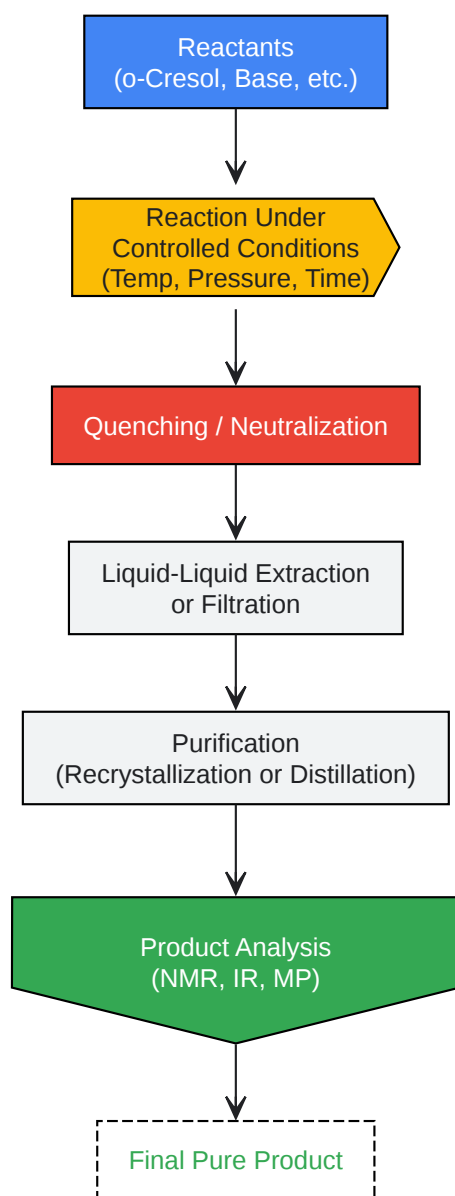 Reactants
(o-Cresol, Base, etc.)
Reaction Under
Controlled Conditions
(Temp, Pressure, Time)
Quenching / Neutralization
Liquid-Liquid Extraction
or Filtration
Purification
(Recrystallization or Distillation)
Product Analysis
(NMR, IR, MP)
Final Pure Product